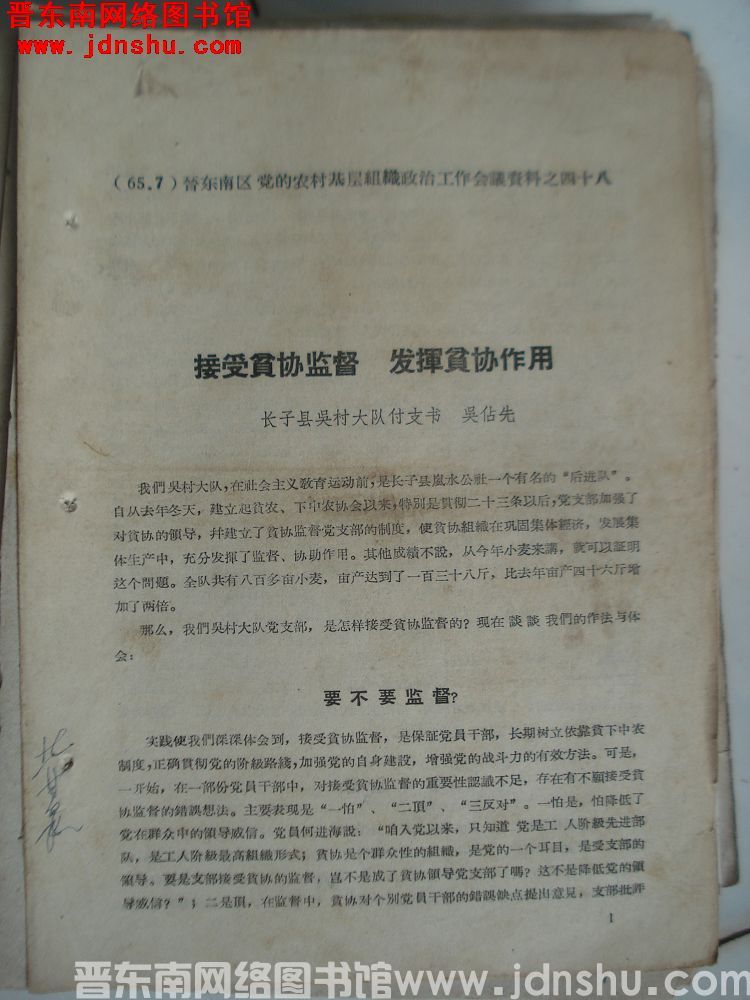 晋东南网络图书馆
www.jdnshu.com
（65.7）晉东南区党的农村基层組織政治工作会議資料之四十八
接受貧协监督 发揮貧协作用
长子县吳村大队付支书 吳佔先
我們吳村大队，在社会主义敎育运动前，是长子县嵐水公社一个有名的“后进队”。
自从去年冬天，建立起貧农、下中农协会以来，特别是貫彻二十三条以后，党支部加强了
对貧协的領导，幷建立了貧协监督党支部的制度，使貧协組织在巩固集体經济，发展集
体生产中，充分发揮了监督、协助作用。其他成績不說，从今年小麦来講，就可以証明
这个問題。全队共有八百多亩小麦，亩产达到了一百三十八斤，比去年亩产四十六斤增
加了两倍。
那么，我們吳村大队党支部，是怎样接受貧协监督的？现在談談我們的作法与体
会：
要不要监督？
实践使我們深深体会到，接受貧协监督，是保証党員干部，长期树立依靠貧下中农
制度，正确貫彻党的阶級路綫，加强党的自身建設，增强党的战斗力的有效方法。可是，
一开始，在一部份党員干部中，对接受貧协监督的重要性認識不足，存在有不願接受貧
协监督的錯誤想法。主要表现是“一怕”、“二頂”、“三反对”。一怕是，怕降低了
党在群众中的領导威信。党員何进海說：“咱入党以来，只知道党是工人阶級先进部
队，是工人阶級最高組织形式；貧协是个群众性的組織，是党的一个耳目，是受支部的
領导。要是支部接受貧协的监督，岂不是成了貧协領导党支部了嗎？这不是降低党的領
导威信？”；二是頂，在监督中，貧协对个别党員干部的錯誤缺点提出意見，支部批评
1
晋东南网络图书馆www.jdnshu.com